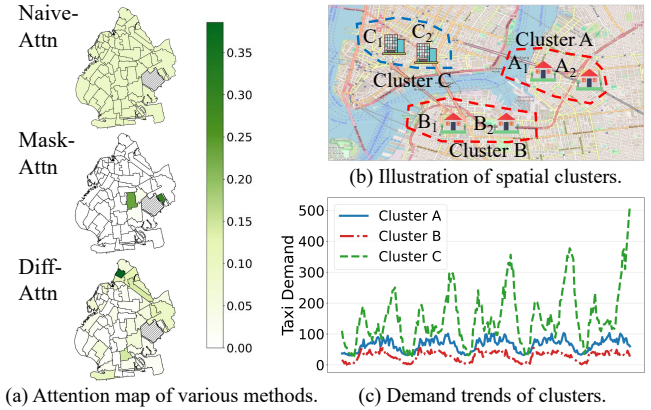 Naive-
Attn
Mask-
Attn
Diff-
Attn
0.35
0.30
0.25
0.20
0.15
0.10
0.05
0.00
(a) Attention map of various methods.
C1 C2
Cluster C
Cluster A
A1 A2
B1 B2
Cluster B
(b) Illustration of spatial clusters.
Taxi Demand
500
400
300
200
100
0
Cluster A
Cluster B
Cluster C
(c) Demand trends of clusters.